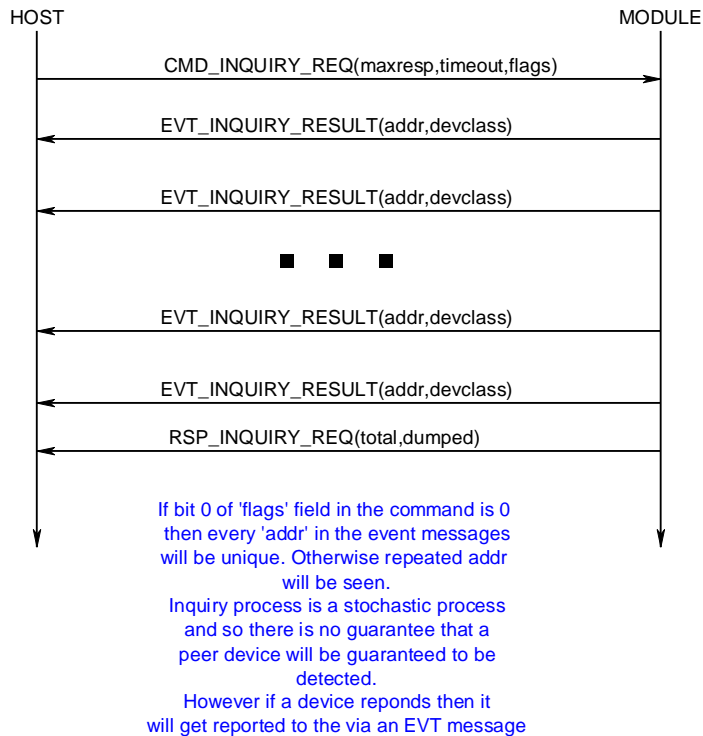 HOST
MODULE
CMD_INQUIRY_REQ(maxresp,timeout,flags)
EVT_INQUIRY_RESULT(addr,devclass)
EVT_INQUIRY_RESULT(addr,devclass)
EVT_INQUIRY_RESULT(addr,devclass)
EVT_INQUIRY_RESULT(addr,devclass)
RSP_INQUIRY_REQ(total,dumped)
If bit 0 of 'flags' field in the command is 0
then every 'addr' in the event messages
will be unique. Otherwise repeated addr
will be seen.
Inquiry process is a stochastic process
and so there is no guarantee that a
peer device will be guaranteed to be
detected.
However if a device reponds then it
will get reported to the via an EVT message